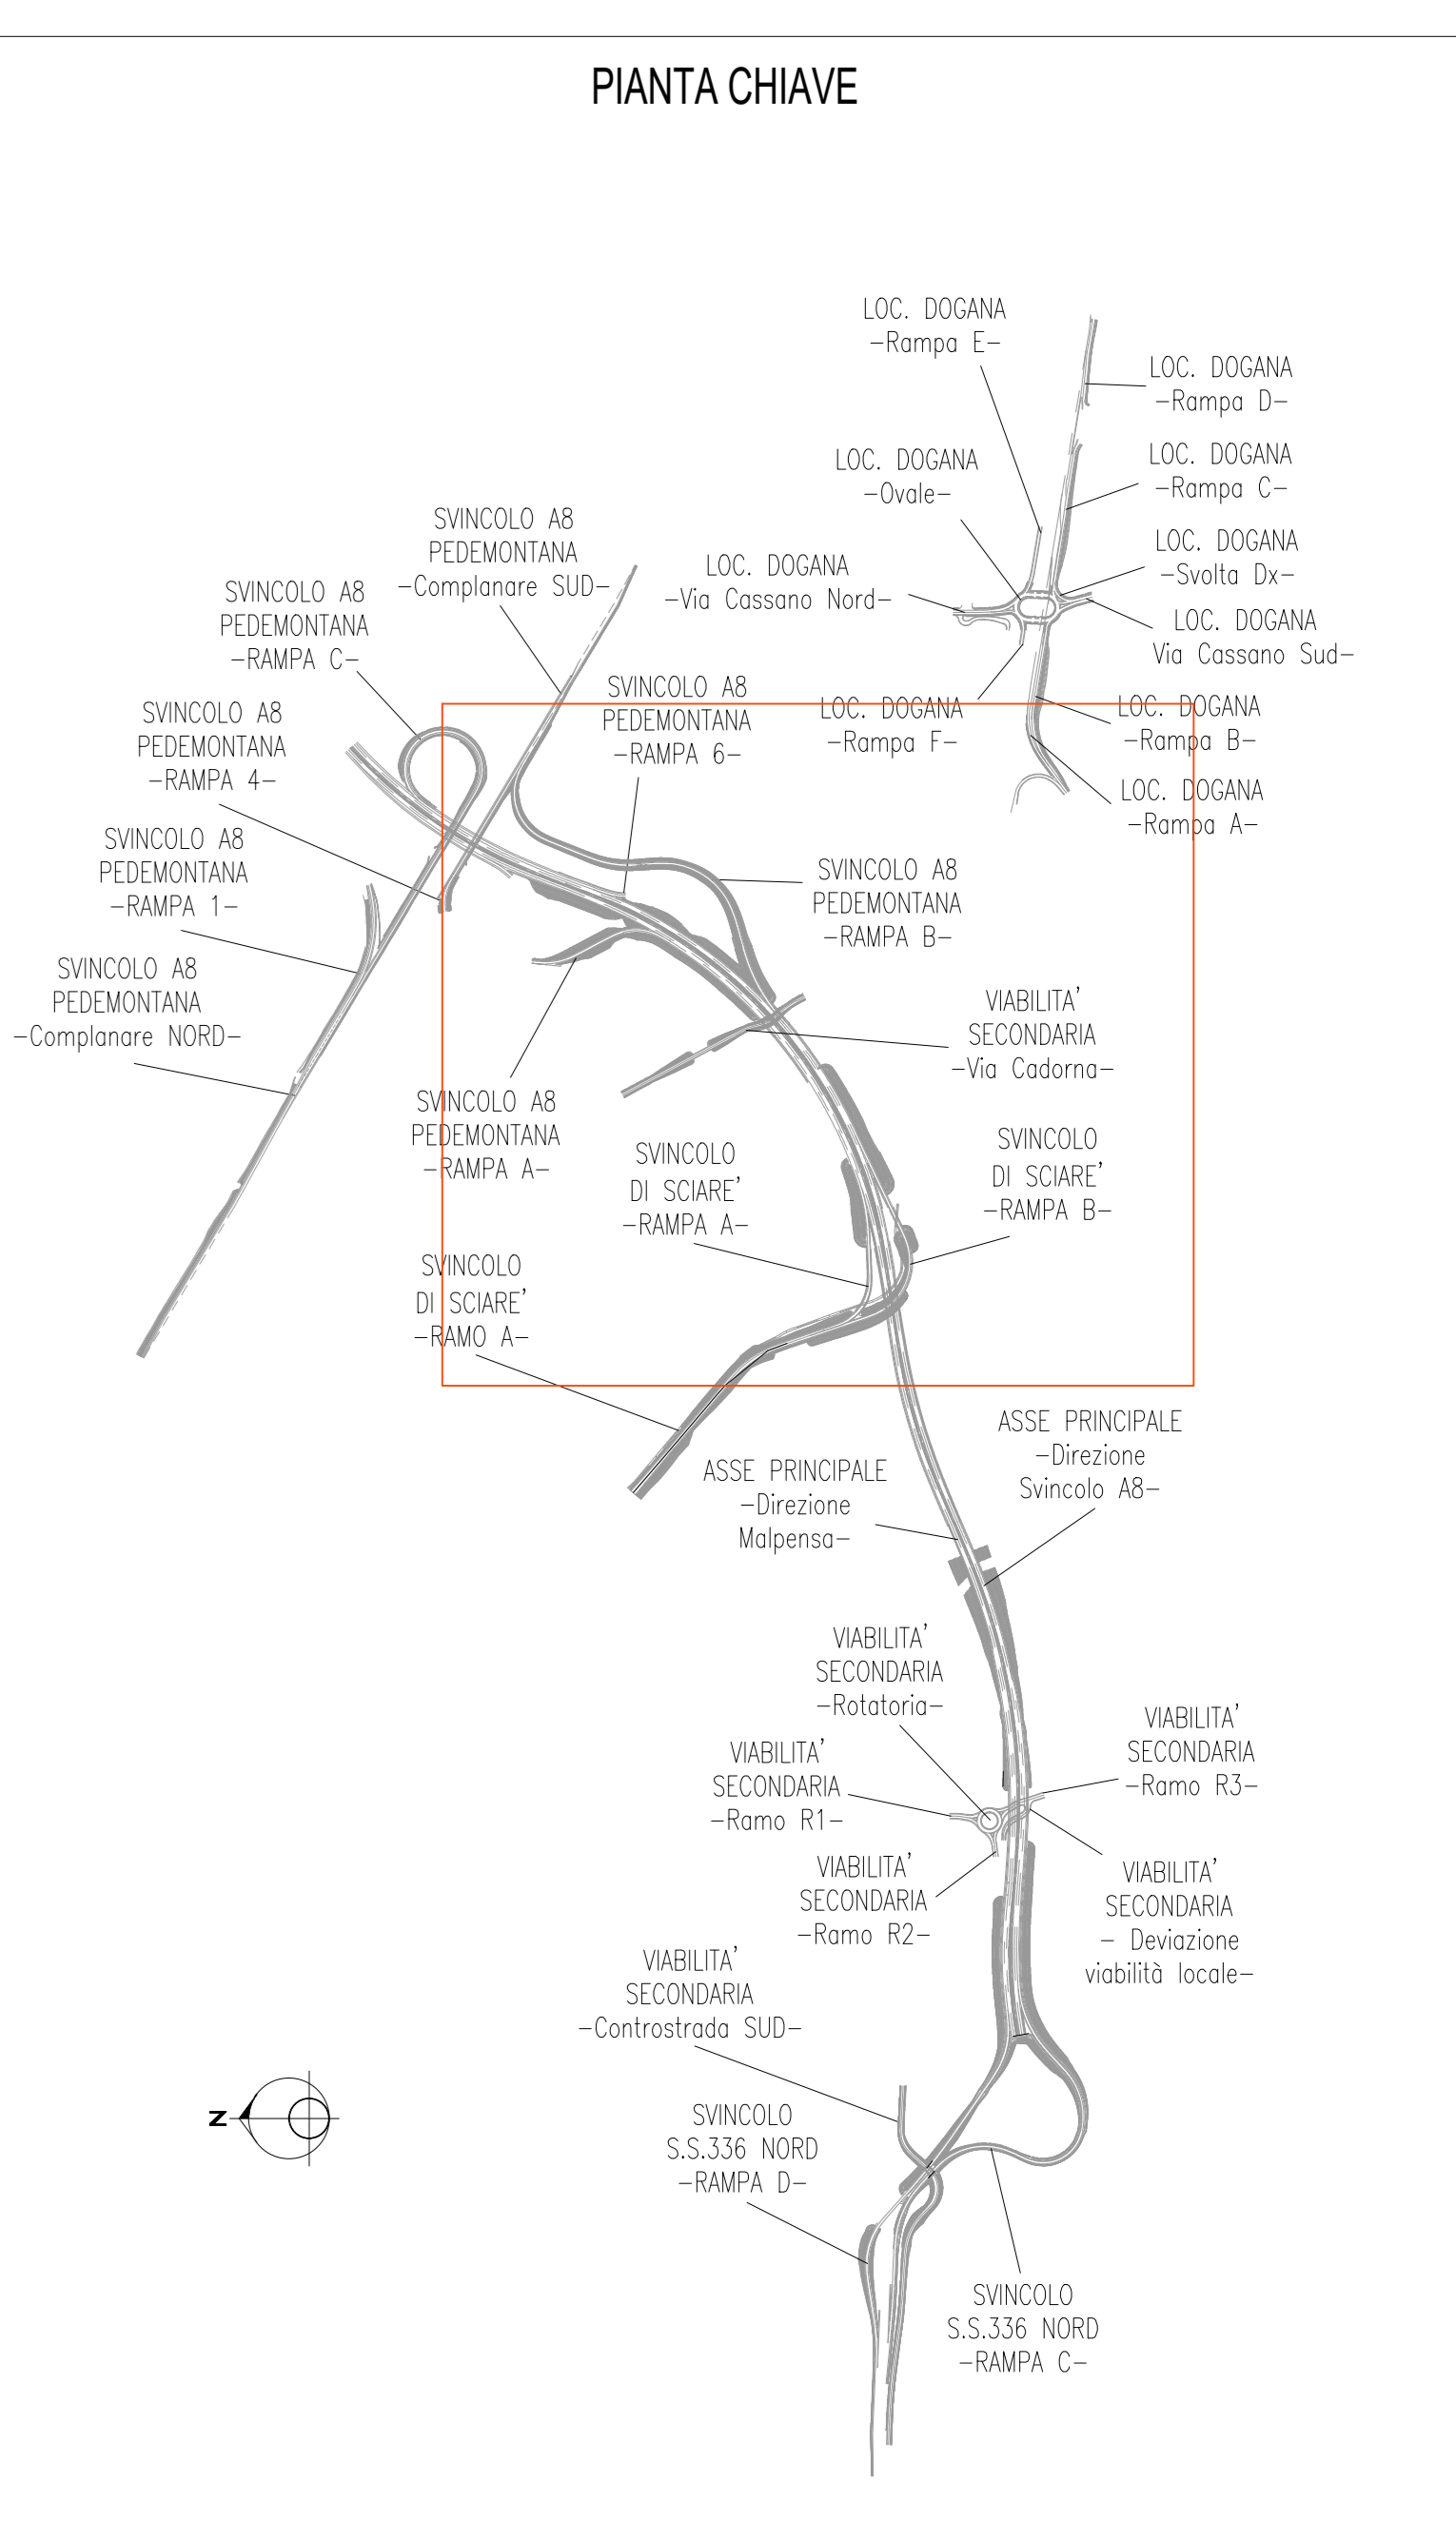 PIANTA CHIAVE
LOC. DOGANA
-Rampa E-
LOC. DOGANA
-Rampa D-
LOC. DOGANA
-Ovale-
LOC. DOGANA
-Rampa C-
SVINCOLO A8
PEDEMONTANA
-Complanare SUD-
LOC. DOGANA
-Via Cassano Nord-
LOC. DOGANA
-Svolta Dx-
SVINCOLO A8
PEDEMONTANA
-RAMPA C-
LOC. DOGANA
Via Cassano Sud-
SVINCOLO A8
PEDEMONTANA
-RAMPA 4-
SVINCOLO A8
PEDEMONTANA
-RAMPA 6-
LOC. DOGANA
-Rampa F-
LOC. DOGANA
-Rampa B-
LOC. DOGANA
-Rampa A-
SVINCOLO A8
PEDEMONTANA
-RAMPA 1-
SVINCOLO A8
PEDEMONTANA
-RAMPA B-
SVINCOLO A8
PEDEMONTANA
-Complanare NORD-
VIABILITA'
SECONDARIA
-Via Cadorna-
SVINCOLO A8
PEDEMONTANA
-RAMPA A-
SVINCOLO
DI SCIARE'
-RAMPA A-
SVINCOLO
DI SCIARE'
-RAMPA B-
SVINCOLO
DI SCIARE'
-RAMO A-
ASSE PRINCIPALE
-Direzione
Svincolo A8-
ASSE PRINCIPALE
-Direzione
Malpensa-
VIABILITA'
SECONDARIA
-Rotatoria-
VIABILITA'
SECONDARIA
-Ramo R3-
VIABILITA'
SECONDARIA
-Ramo R1-
VIABILITA'
SECONDARIA
-Ramo R2-
VIABILITA'
SECONDARIA
- Deviazione
viabilità locale-
VIABILITA'
SECONDARIA
-Controstrada SUD-
N
SVINCOLO
S.S.336 NORD
-RAMPA D-
SVINCOLO
S.S.336 NORD
-RAMPA C-